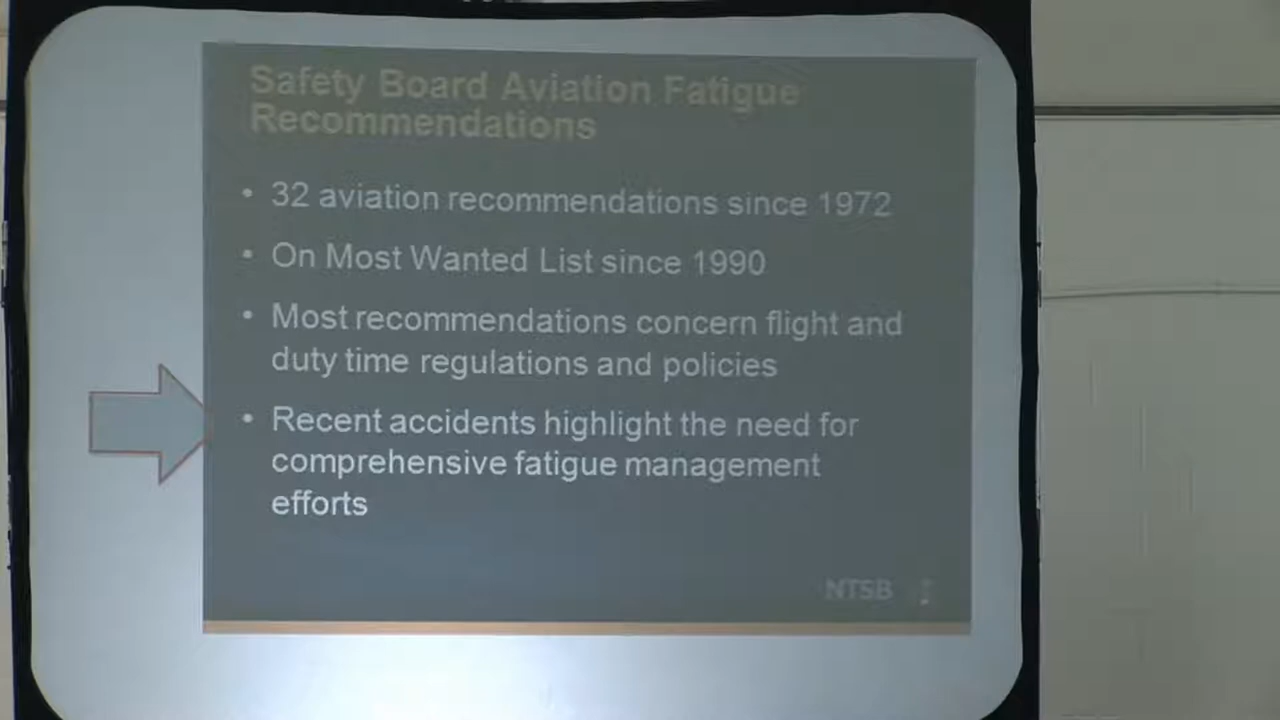 Safety Board Aviation Fatigue
Recommendations
• 32 aviation recommendations since 1972
• On Most Wanted List since 1990
• Most recommendations concern flight and
duty time regulations and policies
• Recent accidents highlight the need for
comprehensive fatigue management
efforts
NTSB